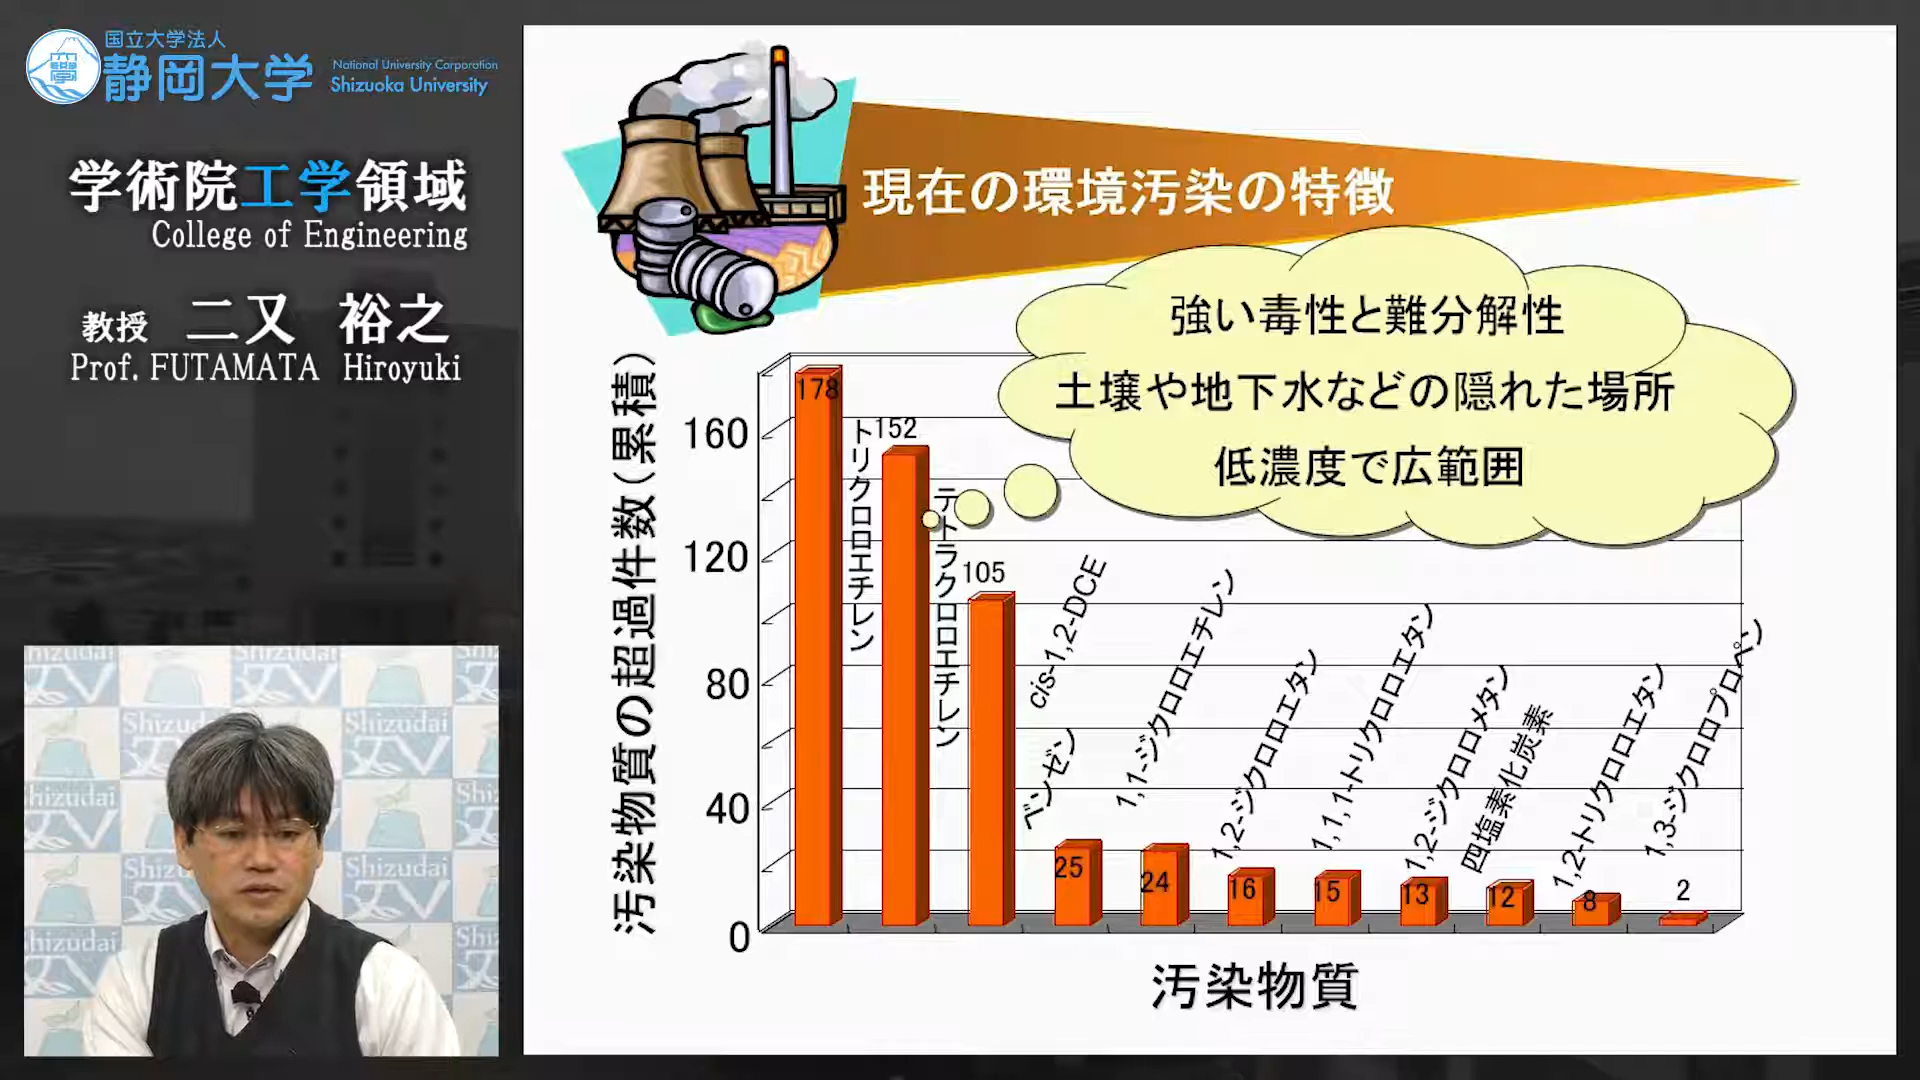 国立大学法人
静岡大学
National University Corporation
Shizuoka University
学術院工学領域
College of Engineering
教授 二又 裕之
Prof. FUTAMATA Hiroyuki
現在の環境汚染の特徴
強い毒性と難分解性
土壌や地下水などの隠れた場所
低濃度で広範囲
汚染物質の超過件数(累積)
160
120
80
40
0
178
トリクロロエチレン
152
テトラクロロエチレン
105
cis-1,2-DCE
ベンゼン
25
1,1-ジクロロエチレン
24
1,2-ジクロロエタン
16
1,1,1-トリクロロエタン
15
1,2-ジクロロメタン
13
四塩素化炭素
12
1,2-トリクロロエタン
8
1,3-ジクロロプロペン
2
汚染物質
Shizudai
TV